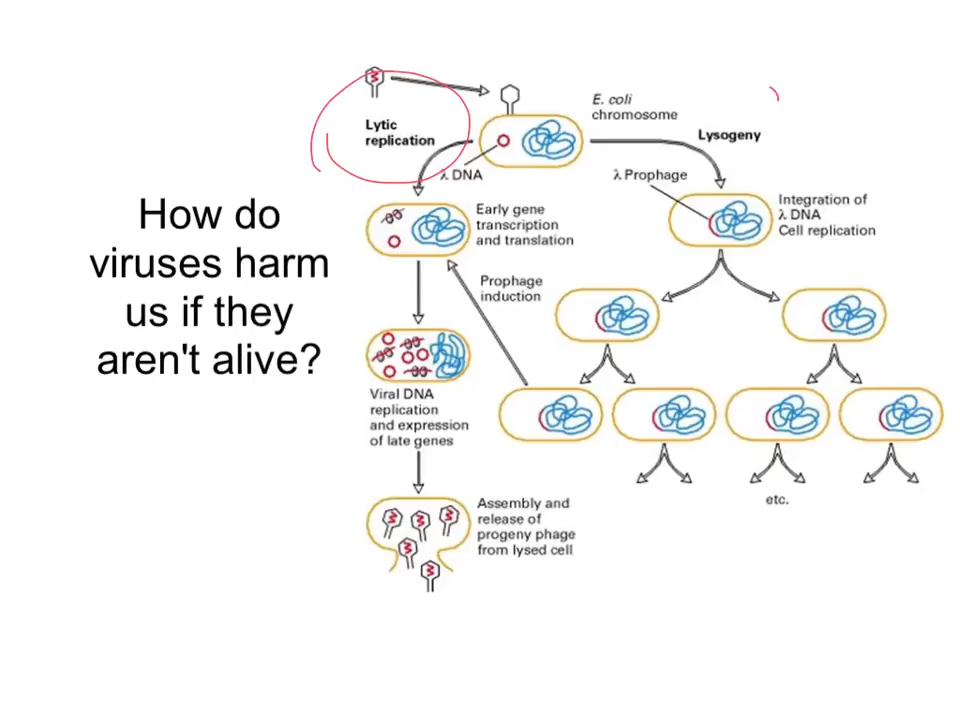 How do
viruses harm
us if they
aren't alive?
Lytic
replication
E. coli
chromosome
Lysogeny
λ DNA
λ Prophage
Early gene
transcription
and translation
Integration of
λ DNA
Cell replication
Prophage
induction
Viral DNA
replication
and expression
of late genes
etc.
Assembly and
release of
progeny phage
from lysed cell